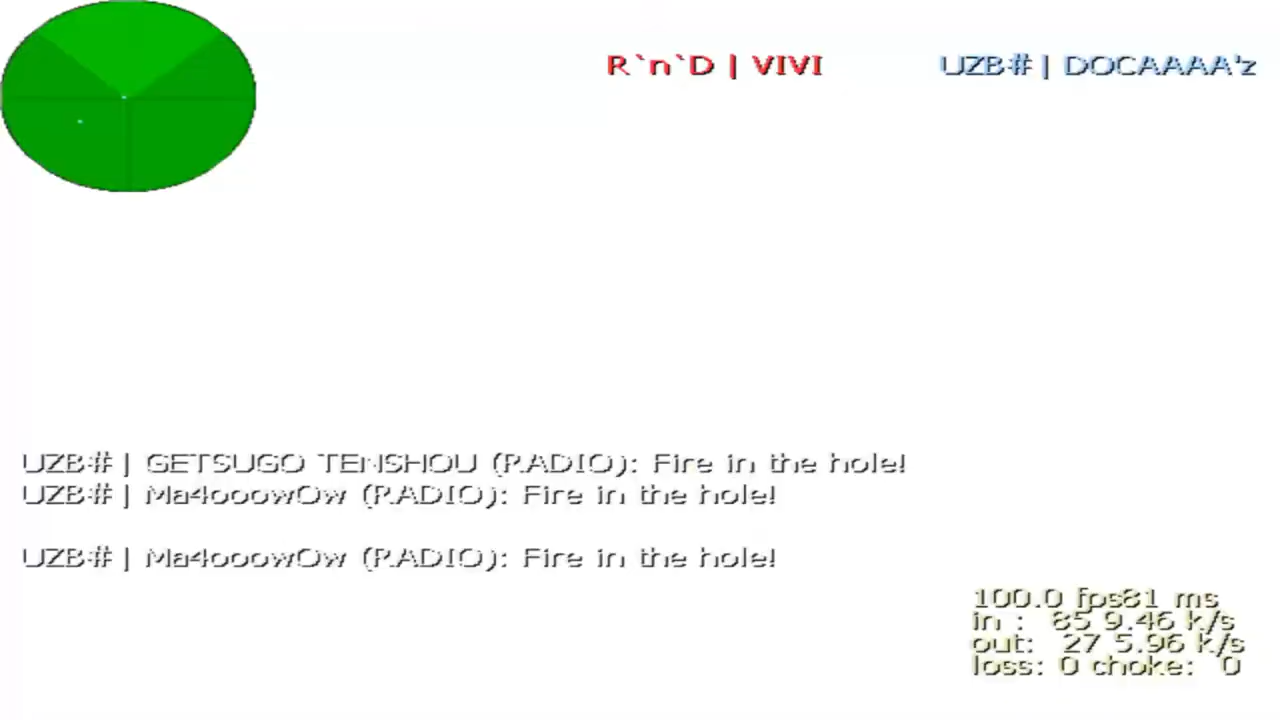 R`n`D | VIVI UZB# | DOCAAAA'z
UZB# | GETSUGO TENSHOU (RADIO): Fire in the hole!
UZB# | Ma4ooowOw (RADIO): Fire in the hole!
UZB# | Ma4ooowOw (RADIO): Fire in the hole!
100.0 fps81 ms
in : 85 9.46 k/s
out: 27 5.96 k/s
loss: 0 choke: 0